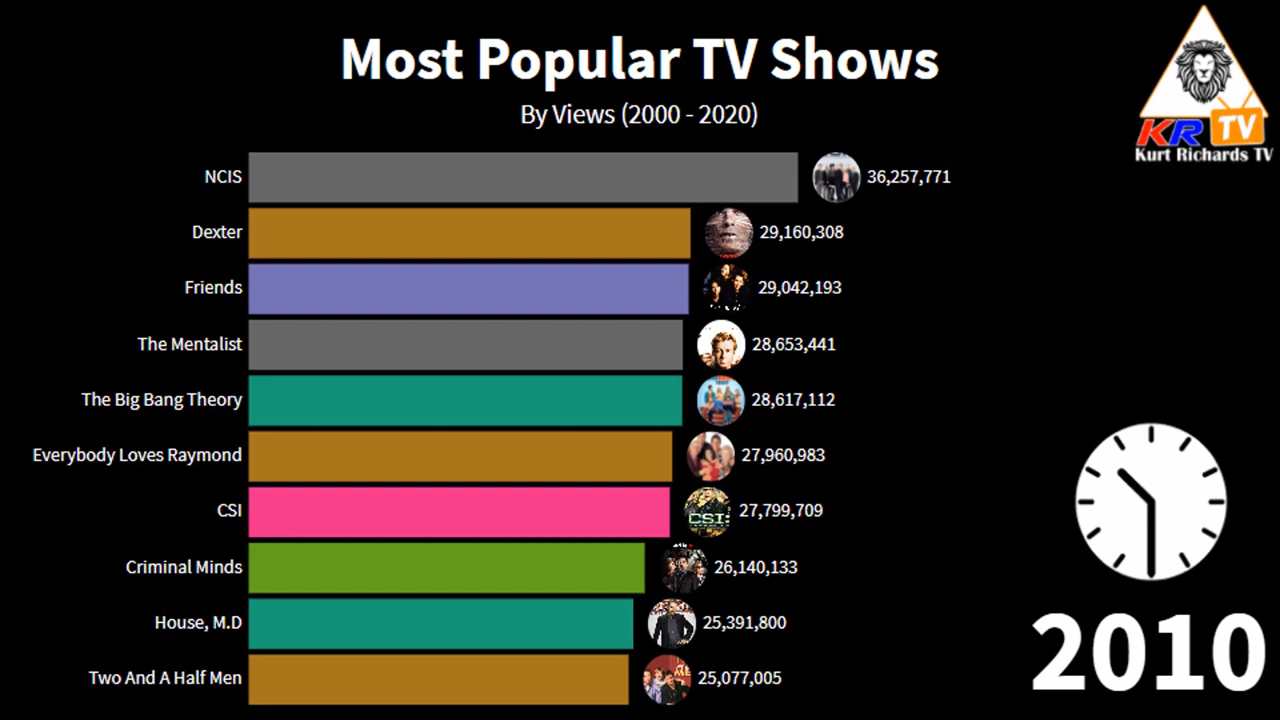 Most Popular TV Shows
By Views (2000 - 2020)
KR TV
Kurt Richards TV
NCIS 36,257,771
Dexter 29,160,308
Friends 29,042,193
The Mentalist 28,653,441
The Big Bang Theory 28,617,112
Everybody Loves Raymond 27,960,983
CSI CSI: 27,799,709
Criminal Minds 26,140,133
House, M.D 25,391,800
Two And A Half Men 25,077,005
2010